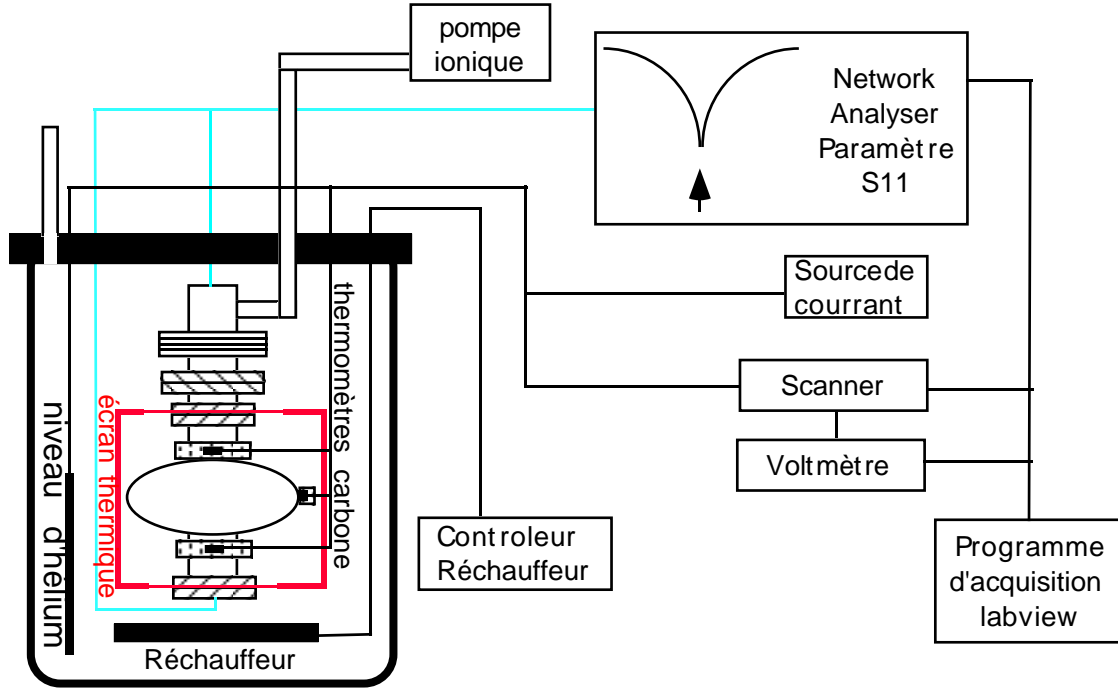 pompe
ionique
Network
Analyser
Paramètre
S11
Sourcede
courrant
Scanner
Voltmètre
thermomètres carbone
écran thermique
niveau d'hélium
Controleur
Réchauffeur
Programme
d'acquisition
labview
Réchauffeur